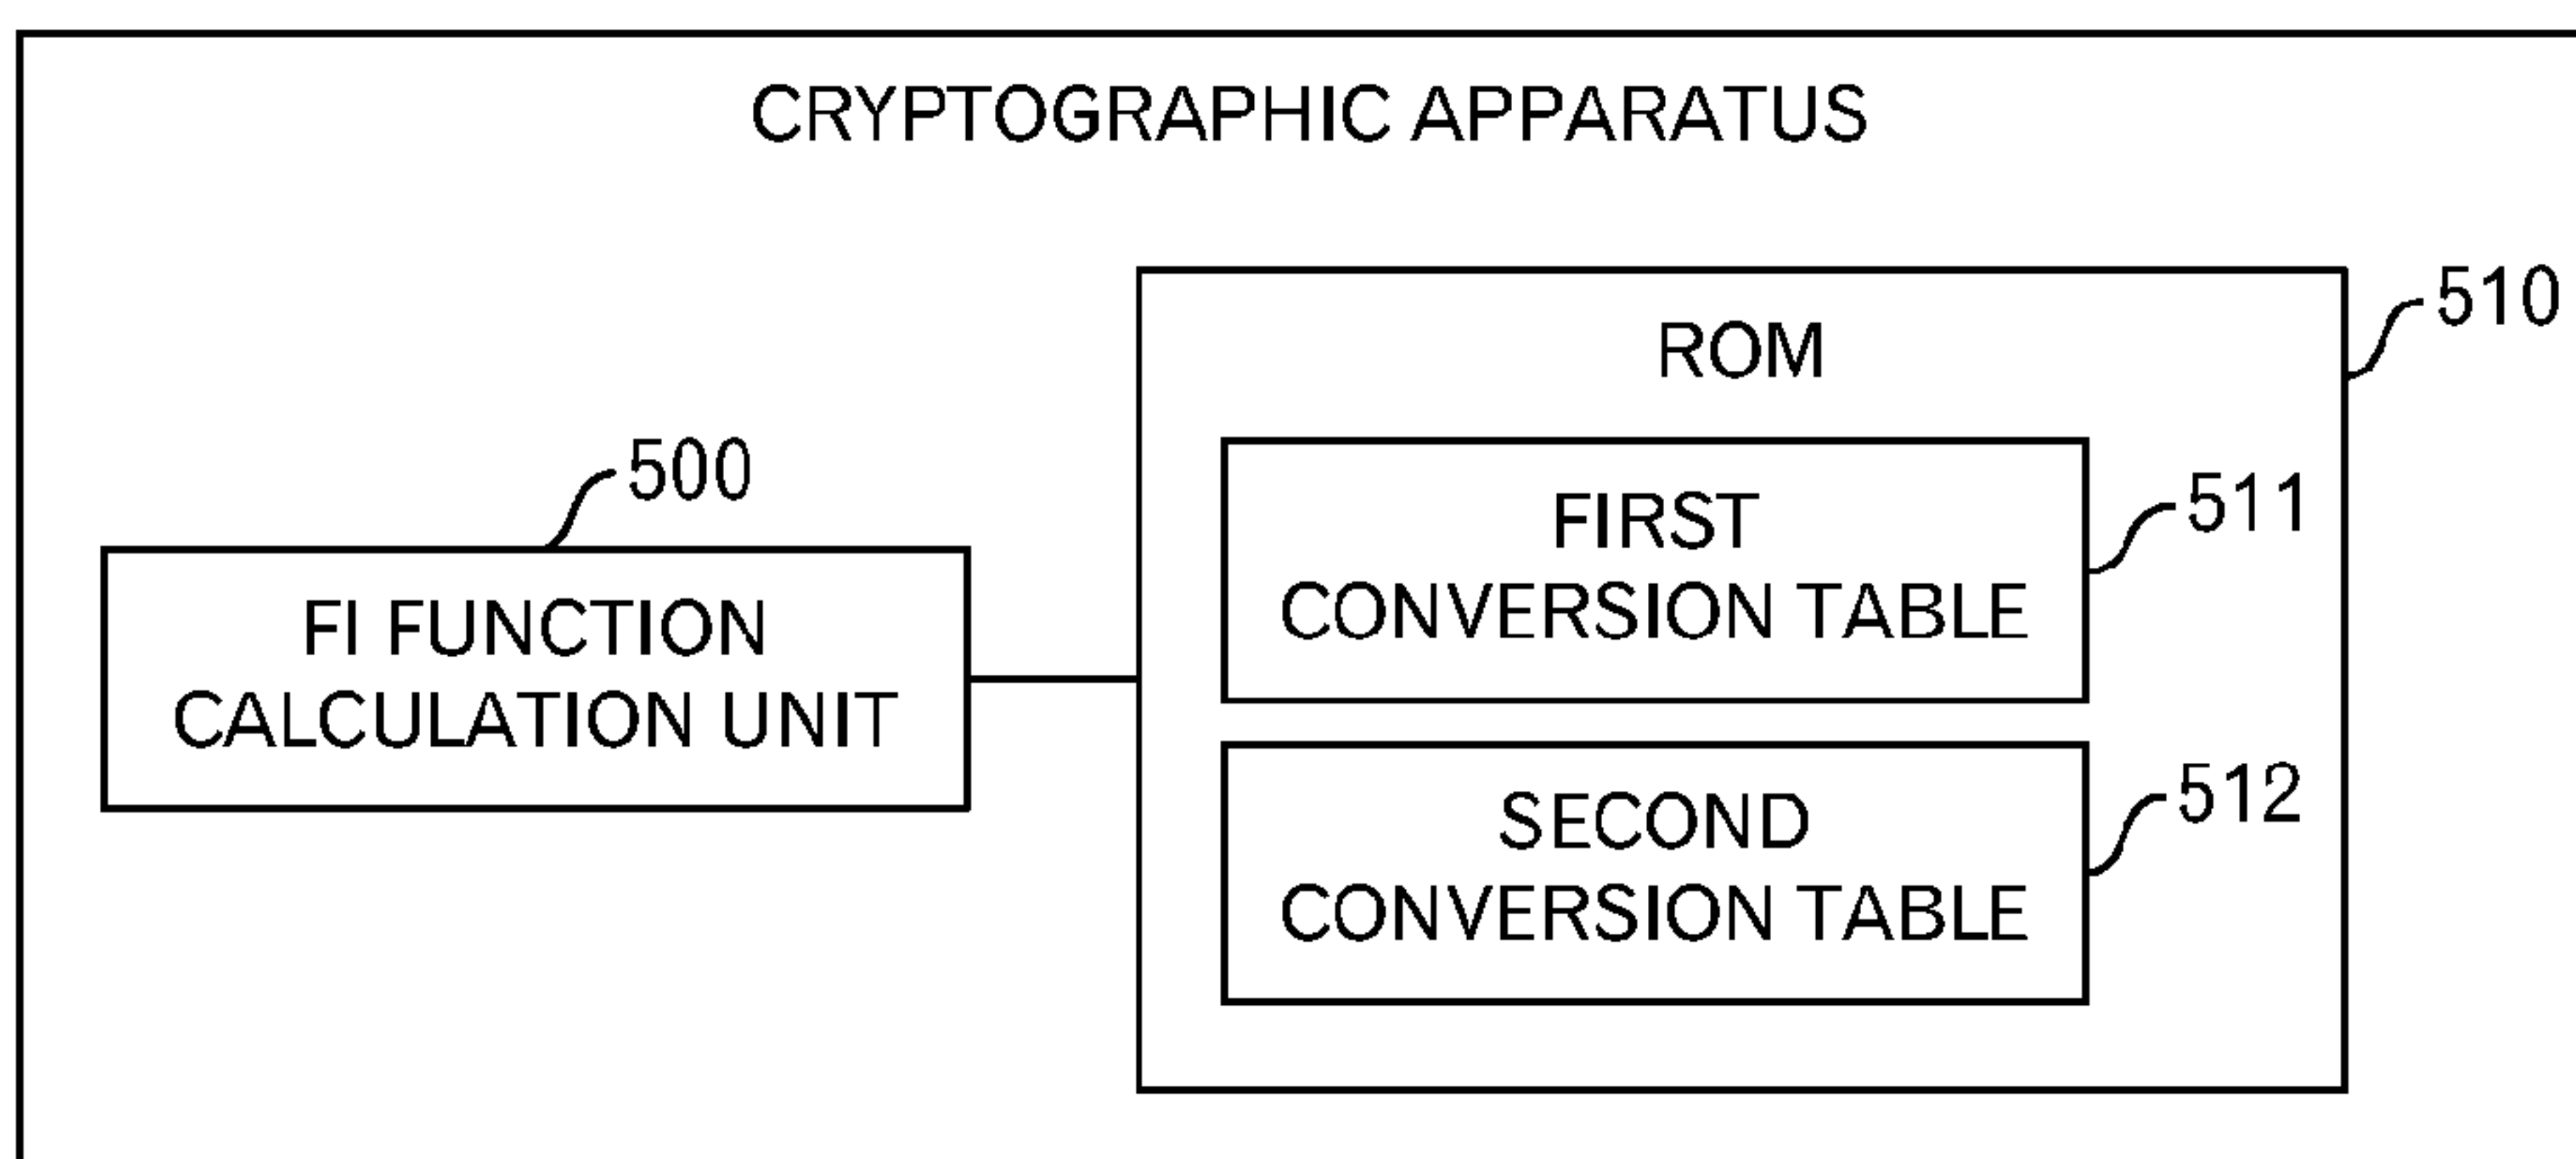 CRYPTOGRAPHIC APPARATUS
510
ROM
500
FIRST
CONVERSION TABLE
511
FI FUNCTION
CALCULATION UNIT
SECOND
CONVERSION TABLE
512